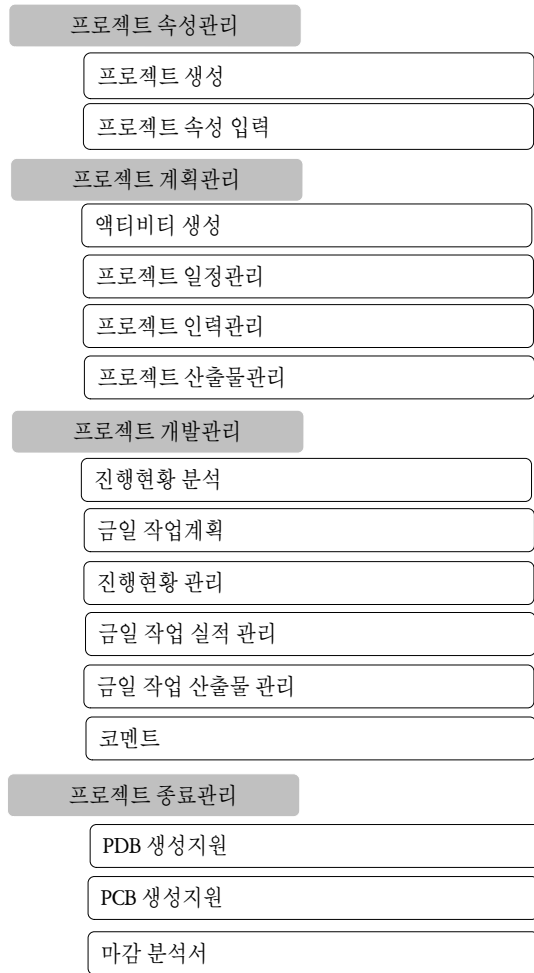 프로젝트 속성관리
프로젝트 생성
프로젝트 속성 입력
프로젝트 계획관리
액티비티 생성
프로젝트 일정관리
프로젝트 인력관리
프로젝트 산출물관리
프로젝트 개발관리
진행현황 분석
금일 작업계획
진행현황 관리
금일 작업 실적 관리
금일 작업 산출물 관리
코멘트
프로젝트 종료관리
PDB 생성지원
PCB 생성지원
마감 분석서